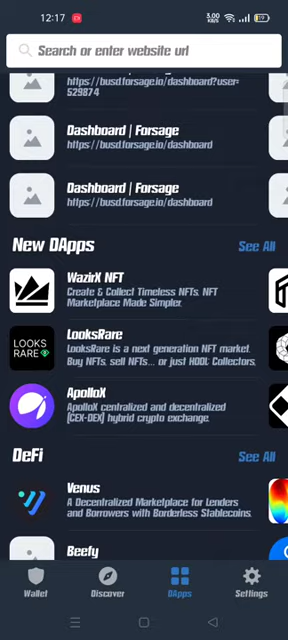 12:17
3.00
KB/S
19
Search or enter website url
https://busd.forsage.io/dashboard?user=
529874
Dashboard | Forsage
https://busd.forsage.io/dashboard
Dashboard | Forsage
https://busd.forsage.io/dashboard
New DApps
See All
WazirX NFT
Create & Collect Timeless NFTs. NFT
Marketplace Made Simpler.
LOOKS
RARE
LooksRare
LooksRare is a next generation NFT market.
Buy NFTs, sell NFTs... or just HODL: Collectors,
ApolloX
ApolloX centralized and decentralized
(CEX-DEX) hybrid crypto exchange.
DeFi
See All
Venus
A Decentralized Marketplace for Lenders
and Borrowers with Borderless Stablecoins.
Beefy
Wallet
Discover
DApps
Settings